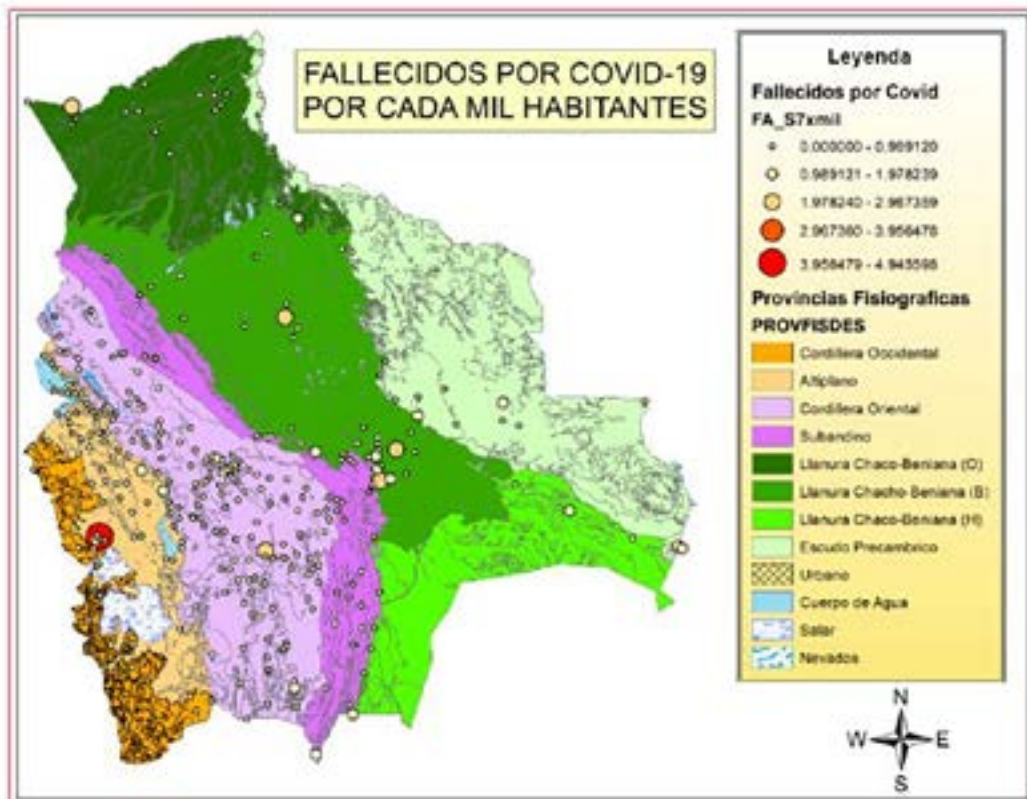 FALLECIDOS POR COVID-19
POR CADA MIL HABITANTES
Leyenda
Fallecidos por Covid
FA_S7xmil
0.000000 - 0.989120
0.989121 - 1.978239
1.978240 - 2.967359
2.967360 - 3.956478
3.956479 - 4.943598
Provincias Fisiograficas
PROVFISDES
Cordillera Occidental
Altiplano
Cordillera Oriental
Subandino
Llanura Chaco-Beniana (O)
Llanura Chacho-Beniana (B)
Llanura Chaco-Beniana (H)
Escudo Precambrico
Urbano
Cuerpo de Agua
Salar
Nevados
N
W E
S